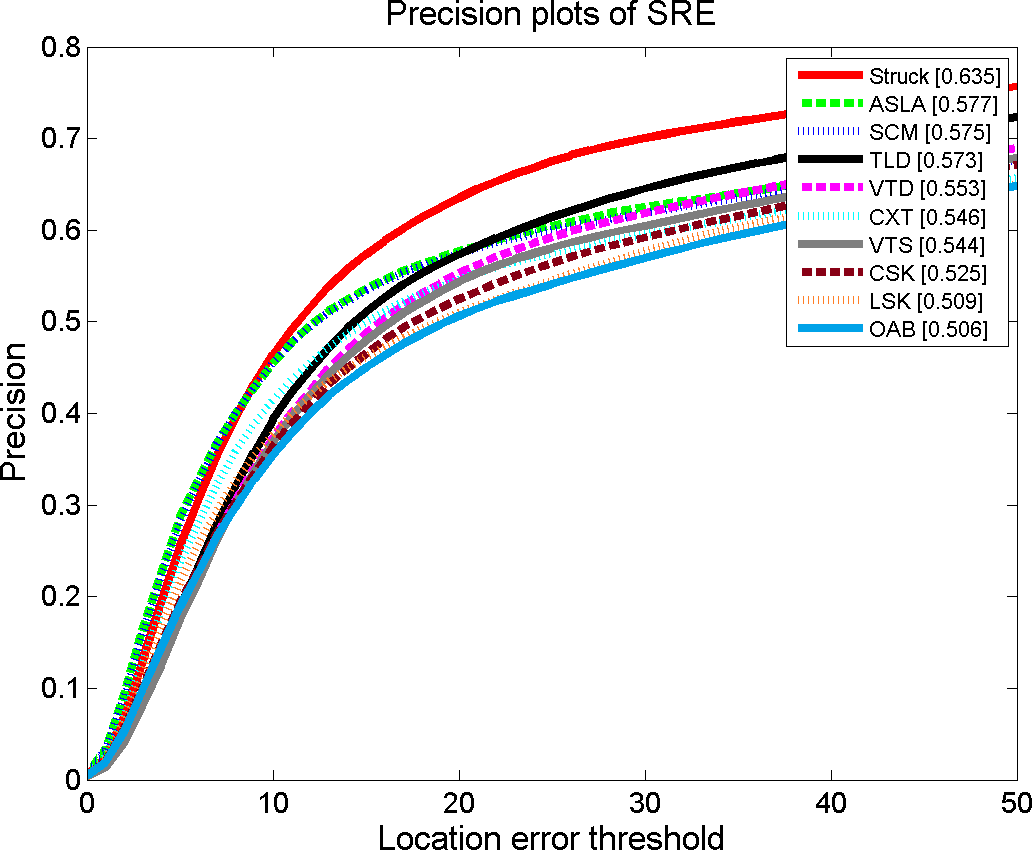 Precision plots of SRE
0.8
0.7
0.6
0.5
0.4
0.3
0.2
0.1
0
Precision
Struck [0.635]
ASLA [0.577]
SCM [0.575]
TLD [0.573]
VTD [0.553]
CXT [0.546]
VTS [0.544]
CSK [0.525]
LSK [0.509]
OAB [0.506]
0 10 20 30 40 50
Location error threshold